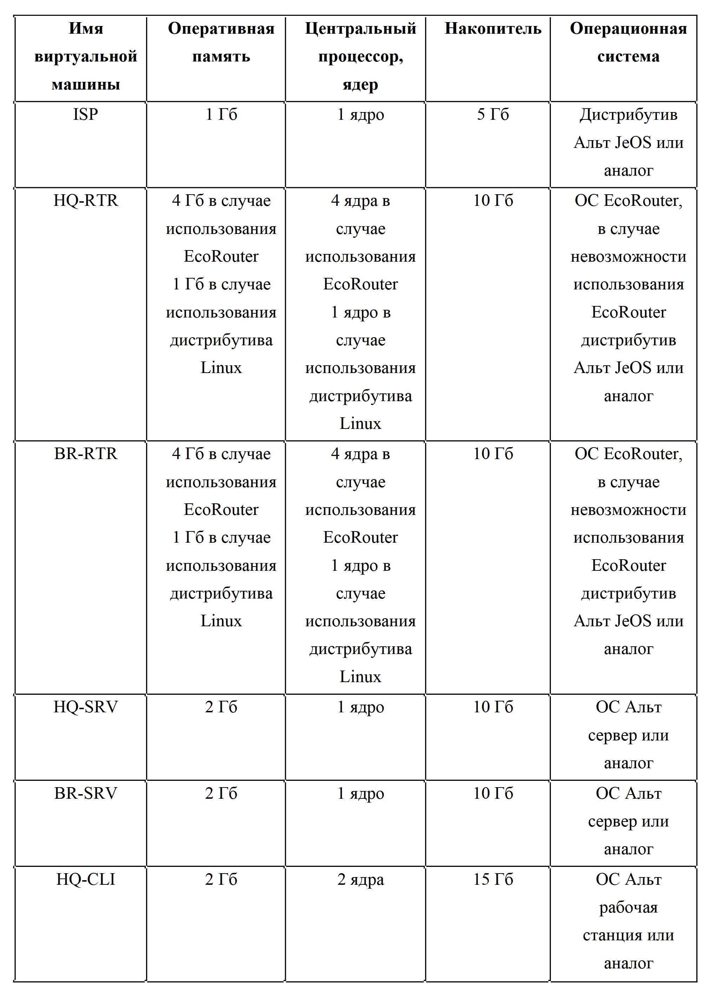 Имя
виртуальной
машины
Оперативная
память
Центральный
процессор,
ядер
Накопитель
Операционная
система
ISP
1 Гб
1 ядро
5 Гб
Дистрибутив
Альт JeOS или
аналог
HQ-RTR
4 Гб в случае
использования
EcoRouter
1 Гб в случае
использования
дистрибутива
Linux
4 ядра в
случае
использования
EcoRouter
1 ядро в
случае
использования
дистрибутива
Linux
10 Гб
ОС EcoRouter,
в случае
невозможности
использования
EcoRouter
дистрибутив
Альт JeOS или
аналог
BR-RTR
4 Гб в случае
использования
EcoRouter
1 Гб в случае
использования
дистрибутива
Linux
4 ядра в
случае
использования
EcoRouter
1 ядро в
случае
использования
дистрибутива
Linux
10 Гб
ОС EcoRouter,
в случае
невозможности
использования
EcoRouter
дистрибутив
Альт JeOS или
аналог
HQ-SRV
2 Гб
1 ядро
10 Гб
ОС Альт
сервер или
аналог
BR-SRV
2 Гб
1 ядро
10 Гб
ОС Альт
сервер или
аналог
HQ-CLI
2 Гб
2 ядра
15 Гб
ОС Альт
рабочая
станция или
аналог